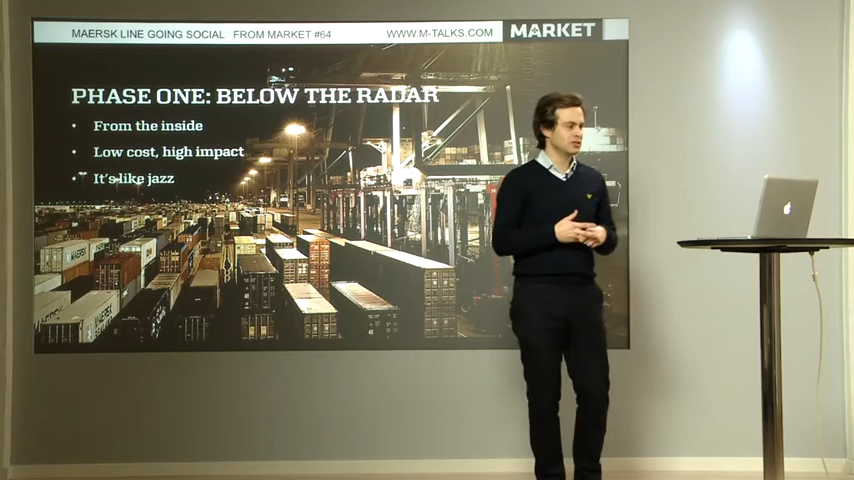 MAERSK LINE GOING SOCIAL FROM MARKET #64 WWW.M-TALKS.COM MARKET
PHASE ONE: BELOW THE RADAR
• From the inside
• Low cost, high impact
• It's like jazz
MAERSK